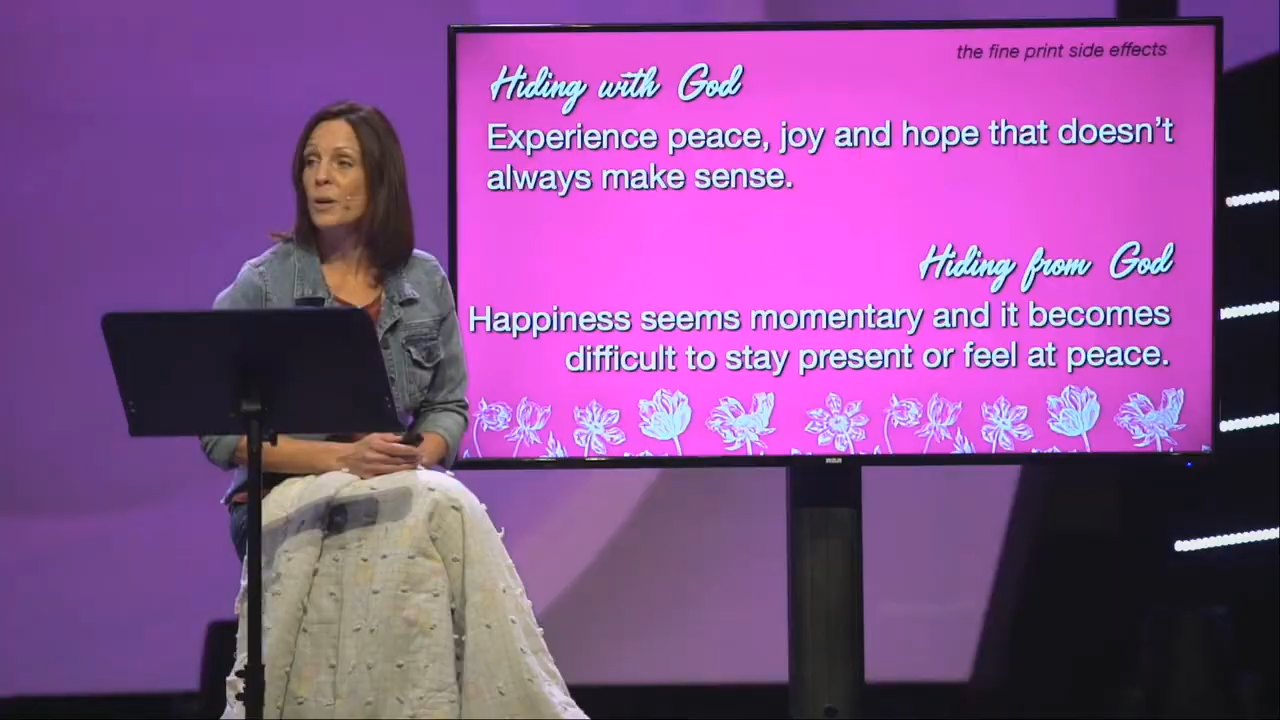 the fine print side effects
Hiding with God
Experience peace, joy and hope that doesn't
always make sense.
Hiding from God
Happiness seems momentary and it becomes
difficult to stay present or feel at peace.
RCA